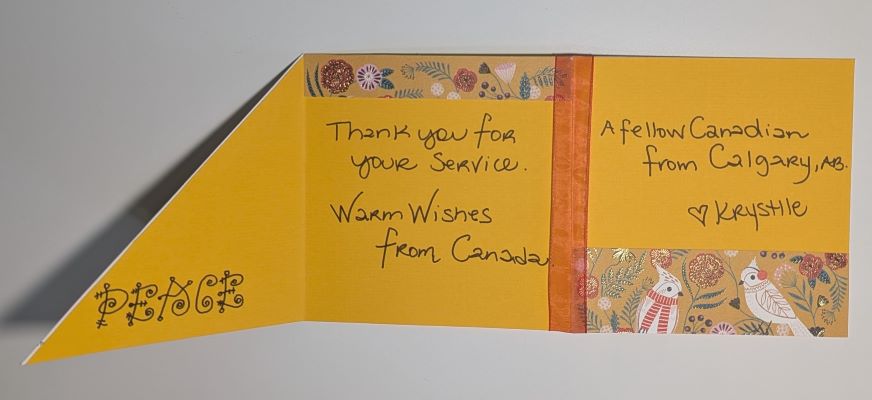 PEACE
Thank you for
your Service.
Warm Wishes
from Canada.
A fellow Canadian
from Calgary, AB.
♡ Krystle